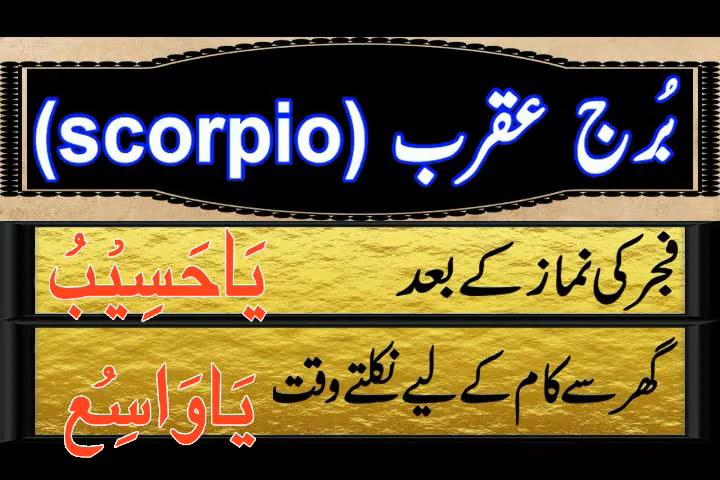 بُرج عقرب (scorpio)
فجر کی نماز کے بعد یَاحَسِیْبُ
گھر سے کام کے لیے نکلتے وقت یَاوَاسِعُ